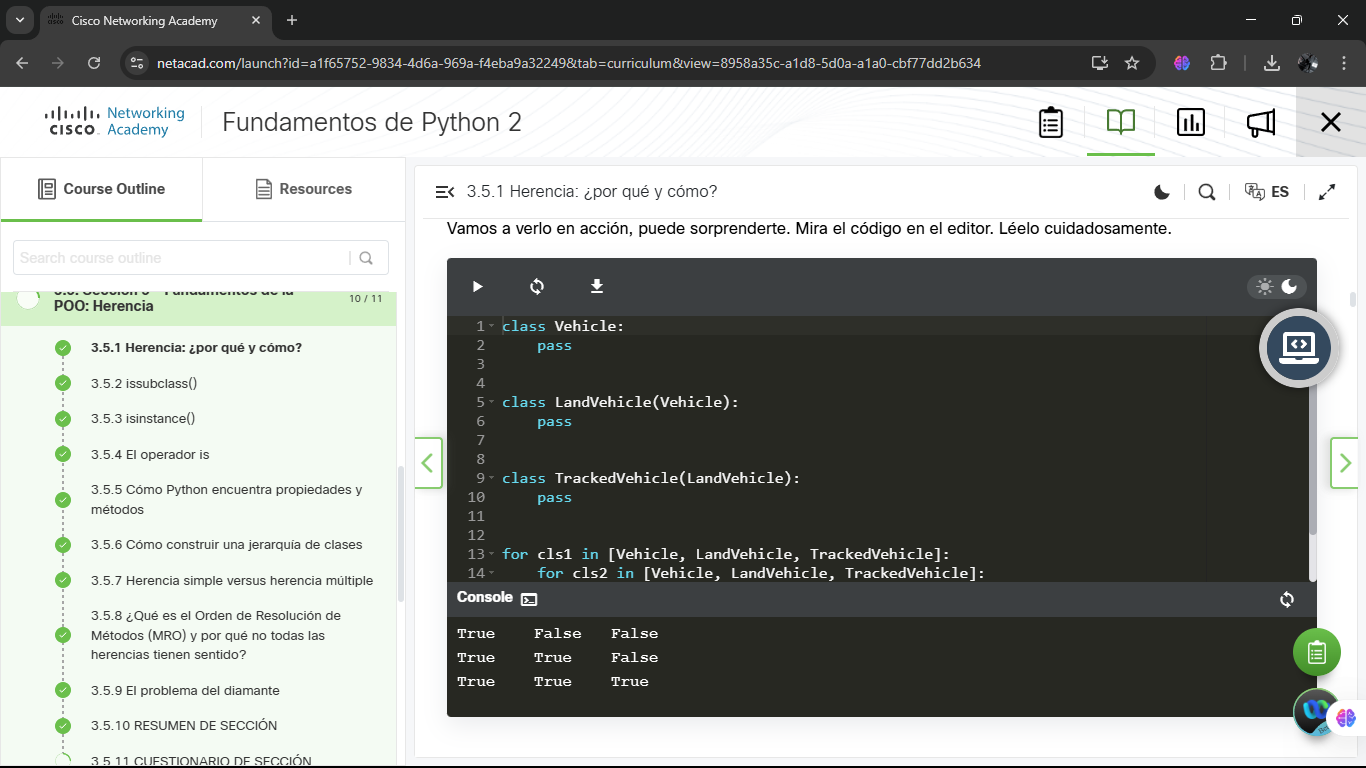 Cisco Networking Academy
netacad.com/launch?id=a1f65752-9834-4d6a-969a-f4eba9a32249&tab=curriculum&view=8958a35c-a1d8-5d0a-a1a0-cbf77dd2b634
CISCO Networking Academy
Fundamentos de Python 2
Course Outline
Resources
Search course outline
3.5. Sección 5 - Fundamentos de la
POO: Herencia
10 / 11
3.5.1 Herencia: ¿por qué y cómo?
3.5.2 issubclass()
3.5.3 isinstance()
3.5.4 El operador is
3.5.5 Cómo Python encuentra propiedades y
métodos
3.5.6 Cómo construir una jerarquía de clases
3.5.7 Herencia simple versus herencia múltiple
3.5.8 ¿Qué es el Orden de Resolución de
Métodos (MRO) y por qué no todas las
herencias tienen sentido?
3.5.9 El problema del diamante
3.5.10 RESUMEN DE SECCIÓN
3.5.11 CUESTIONARIO DE SECCIÓN
3.5.1 Herencia: ¿por qué y cómo?
ES
Vamos a verlo en acción, puede sorprenderte. Mira el código en el editor. Léelo cuidadosamente.
1 class Vehicle:
2     pass
3
4
5 class LandVehicle(Vehicle):
6     pass
7
8
9 class TrackedVehicle(LandVehicle):
10     pass
11
12
13 for cls1 in [Vehicle, LandVehicle, TrackedVehicle]:
14     for cls2 in [Vehicle, LandVehicle, TrackedVehicle]:
Console
True False False
True True False
True True True